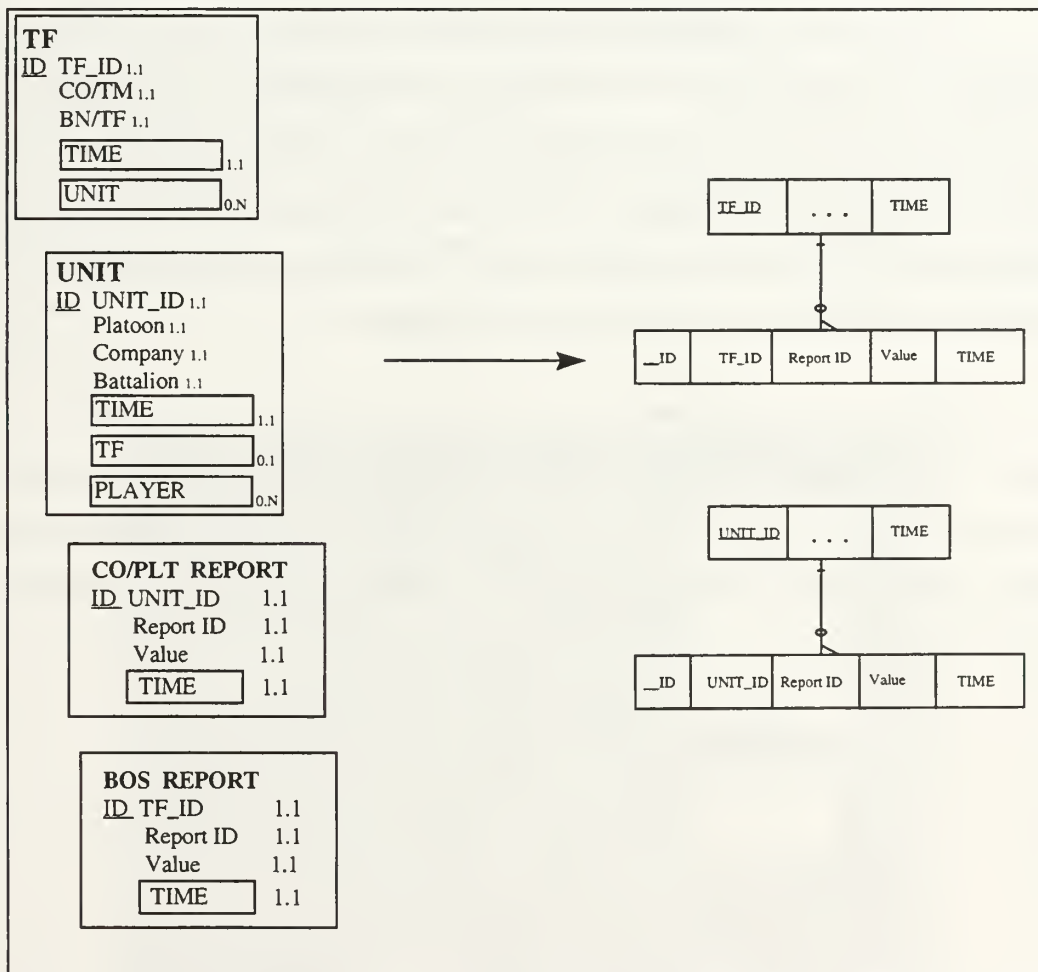 TF
ID TF_ID 1.1
CO/TM 1.1
BN/TF 1.1
TIME 1.1
UNIT 0.N
UNIT
ID UNIT_ID 1.1
Platoon 1.1
Company 1.1
Battalion 1.1
TIME 1.1
TF 0.1
PLAYER 0.N
CO/PLT REPORT
ID UNIT_ID 1.1
Report ID 1.1
Value 1.1
TIME 1.1
BOS REPORT
ID TF_ID 1.1
Report ID 1.1
Value 1.1
TIME 1.1
TF_ID . . . TIME
__ID TF_ID Report ID Value TIME
UNIT_ID . . . TIME
__ID UNIT_ID Report ID Value TIME